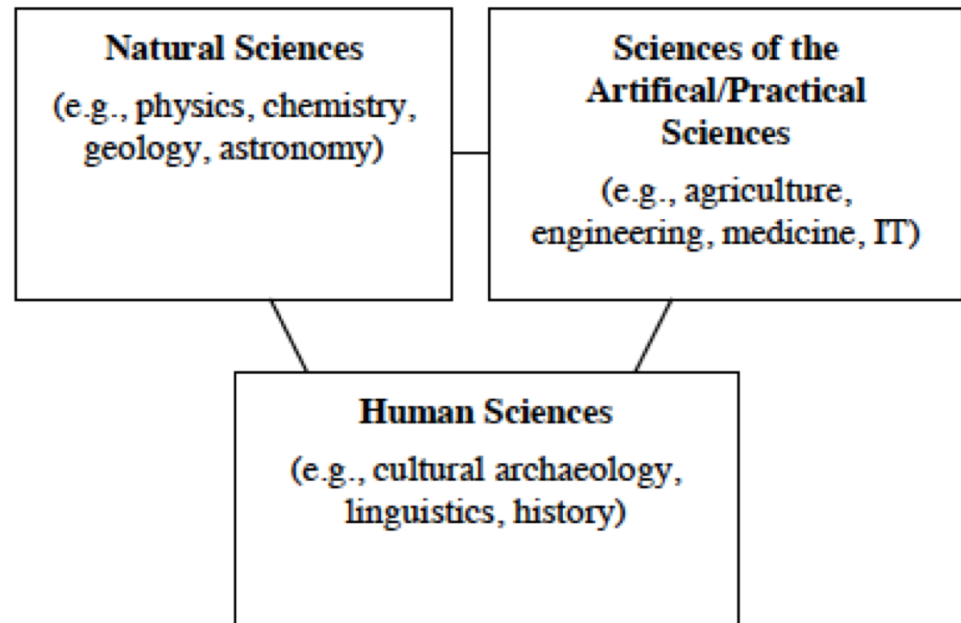 Natural Sciences
(e.g., physics, chemistry,
geology, astronomy)
Sciences of the
Artifical/Practical
Sciences
(e.g., agriculture,
engineering, medicine, IT)
Human Sciences
(e.g., cultural archaeology,
linguistics, history)